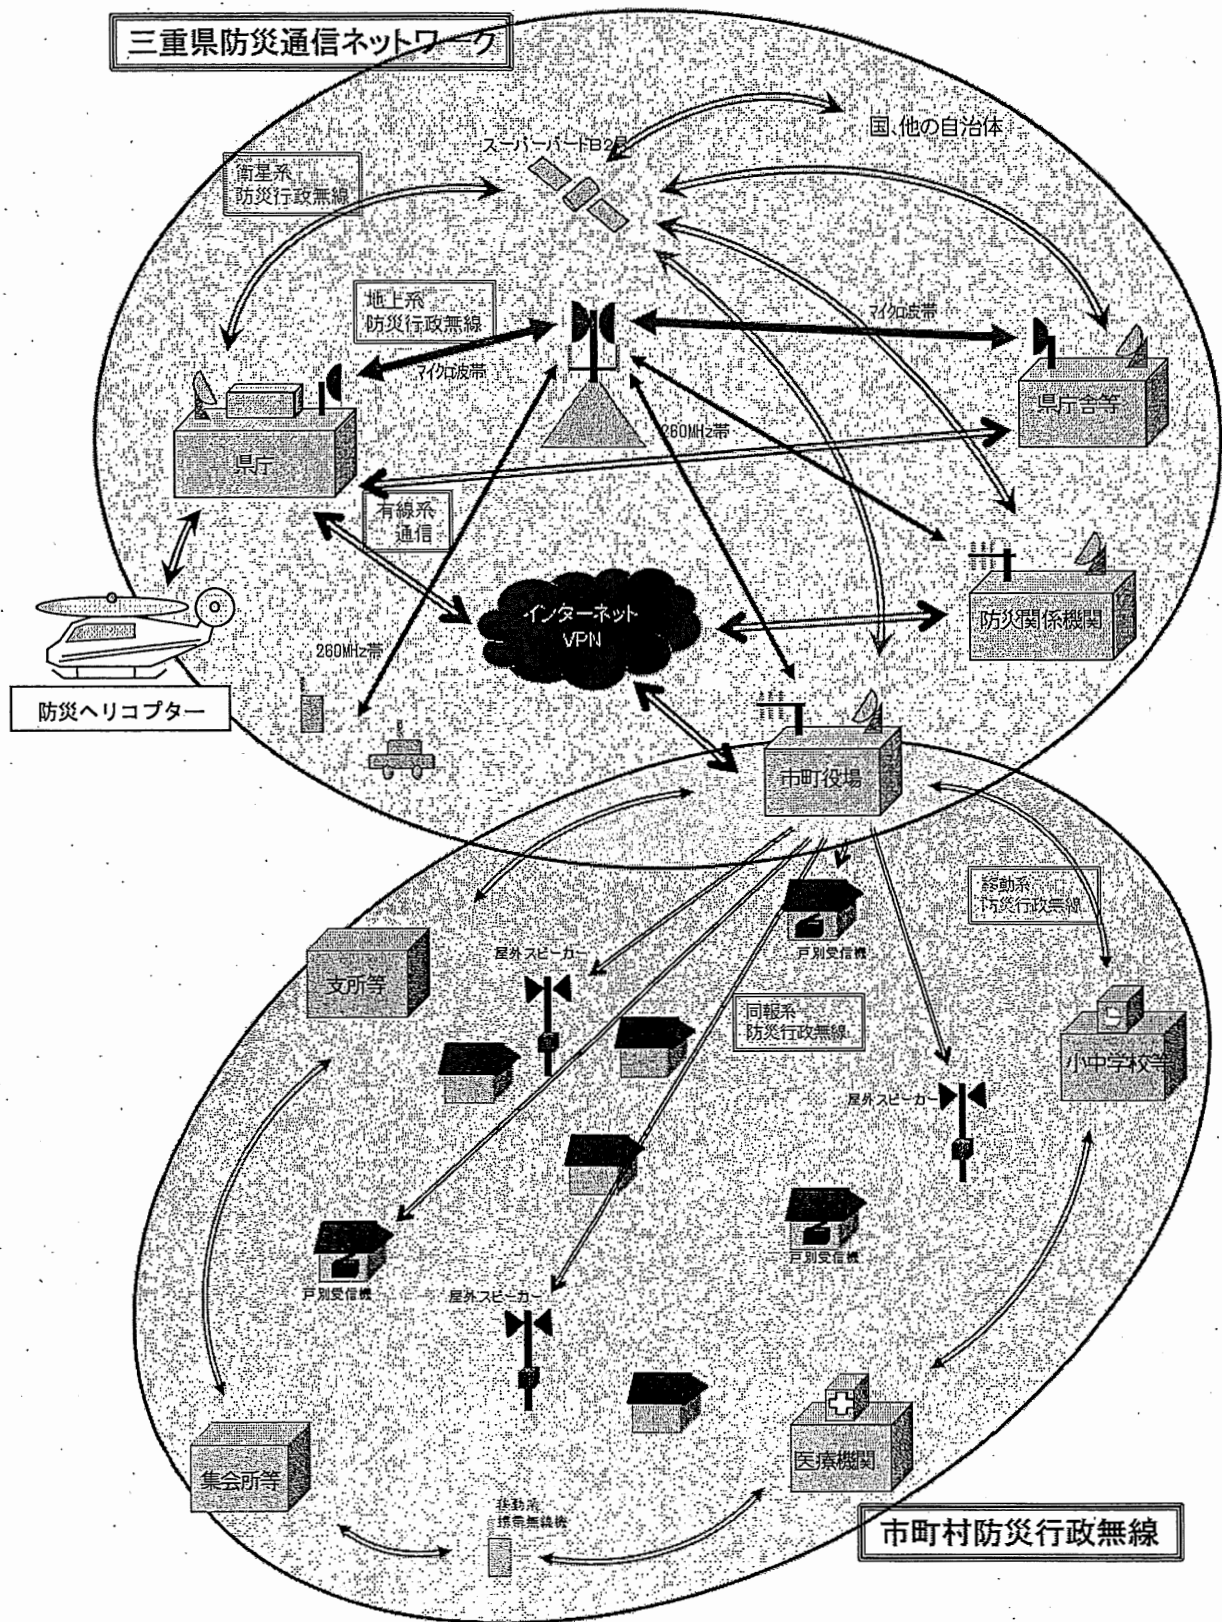 三重県防災通信ネットワーク
国、他の自治体
スーパーバードB2号
衛星系
防災行政無線
地上系
防災行政無線
マイクロ波帯
マイクロ波帯
県庁舎等
260MHz帯
県庁
有線系
通信
インターネット
VPN
防災関係機関
260MHz帯
防災ヘリコプター
市町役場
移動系
防災行政無線
戸別受信機
屋外スピーカー
支所等
同報系
防災行政無線
小中学校等
屋外スピーカー
戸別受信機
戸別受信機
屋外スピーカー
医療機関
集会所等
移動系
携帯無線機
市町村防災行政無線